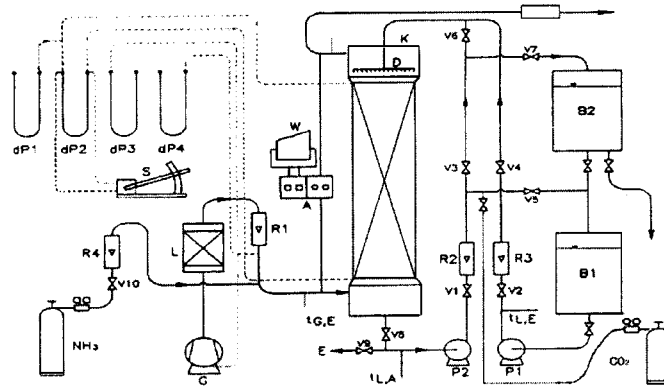 K
V6
D
V7
B2
dP1
dP2
dP3
dP4
W
S
A
V3
V4
V5
R4
L
R1
R2
R3
B1
V10
V1
V2
tG,E
tL,E
NH3
G
V8
E
V9
tL,A
P2
P1
CO2